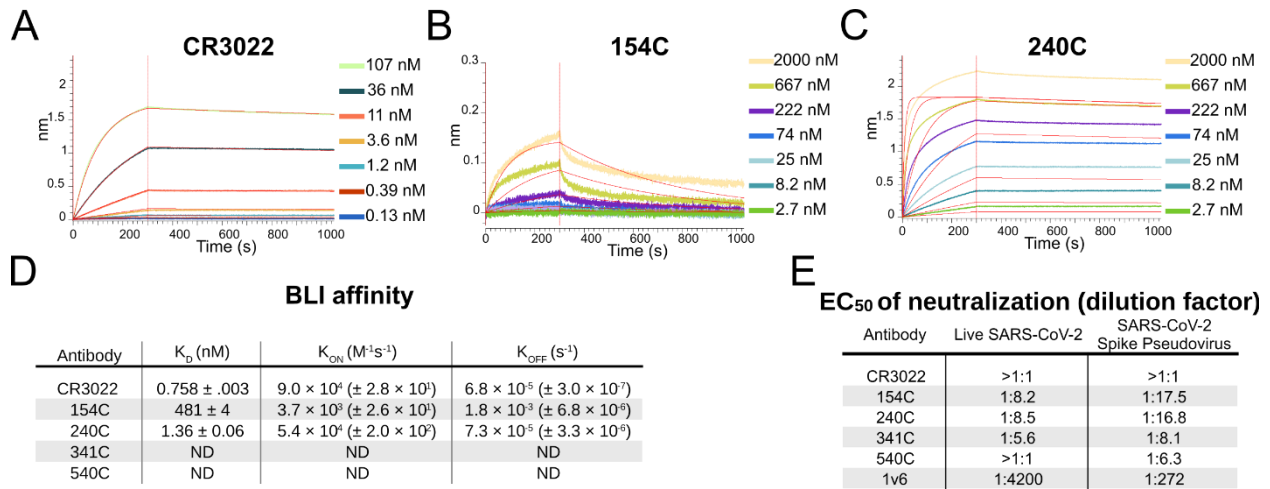 A
CR3022
2
1.5
1
0.5
0
nm
0
200
400
600
800
1000
Time (s)
107 nM
36 nM
11 nM
3.6 nM
1.2 nM
0.39 nM
0.13 nM
B
154C
0.3
0.2
0.1
0
nm
0
200
400
600
800
1000
Time (s)
2000 nM
667 nM
222 nM
74 nM
25 nM
8.2 nM
2.7 nM
C
240C
2
1.5
1
0.5
0
nm
0
200
400
600
800
1000
Time (s)
2000 nM
667 nM
222 nM
74 nM
25 nM
8.2 nM
2.7 nM
D
BLI affinity
Antibody K_D (nM) K_ON (M⁻¹s⁻¹) K_OFF (s⁻¹)
CR3022 0.758 ± .003 9.0 × 10⁴ (± 2.8 × 10¹) 6.8 × 10⁻⁵ (± 3.0 × 10⁻⁷)
154C 481 ± 4 3.7 × 10³ (± 2.6 × 10¹) 1.8 × 10⁻³ (± 6.8 × 10⁻⁶)
240C 1.36 ± 0.06 5.4 × 10⁴ (± 2.0 × 10²) 7.3 × 10⁻⁵ (± 3.3 × 10⁻⁶)
341C ND ND ND
540C ND ND ND
E
EC₅₀ of neutralization (dilution factor)
Antibody Live SARS-CoV-2 SARS-CoV-2
Spike Pseudovirus
CR3022 >1:1 >1:1
154C 1:8.2 1:17.5
240C 1:8.5 1:16.8
341C 1:5.6 1:8.1
540C >1:1 1:6.3
1v6 1:4200 1:272